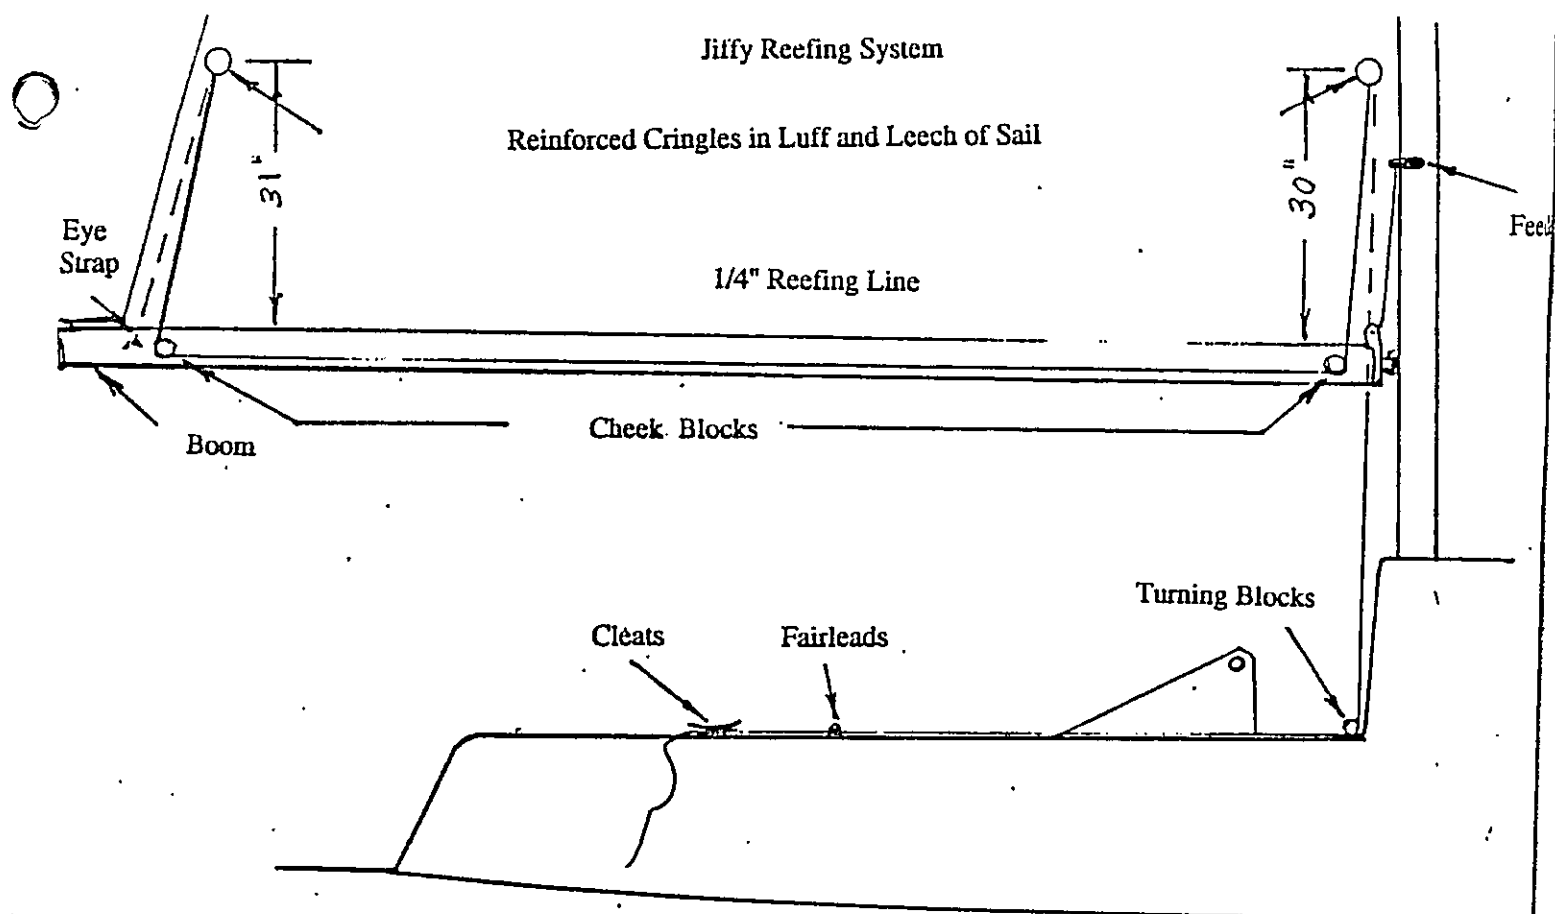 Jiffy Reefing System
Reinforced Cringles in Luff and Leech of Sail
31"
30"
Eye
Strap
Feed
1/4" Reefing Line
Boom
Cheek Blocks
Turning Blocks
Cleats
Fairleads